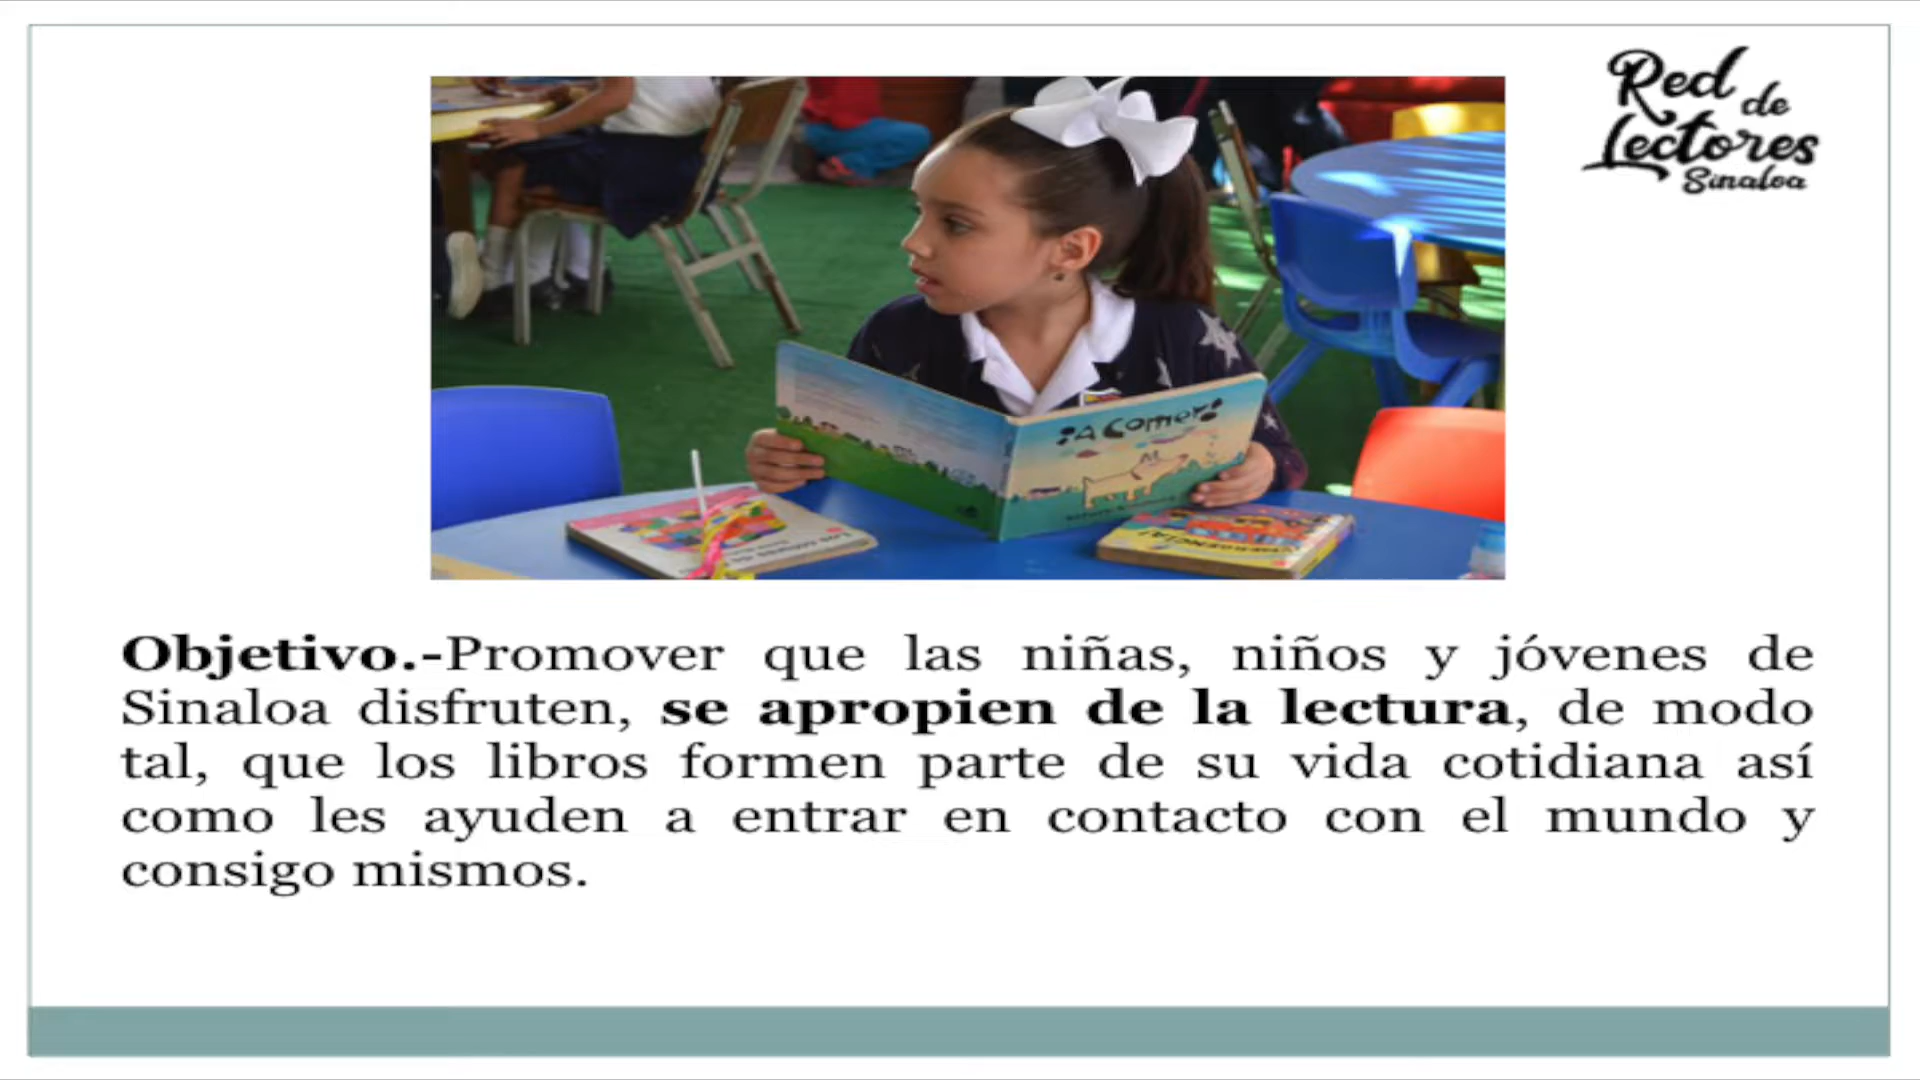 Red de
Lectores
Sinaloa
¡A Comer!
Objetivo.-Promover que las niñas, niños y jóvenes de
Sinaloa disfruten, se apropien de la lectura, de modo
tal, que los libros formen parte de su vida cotidiana así
como les ayuden a entrar en contacto con el mundo y
consigo mismos.